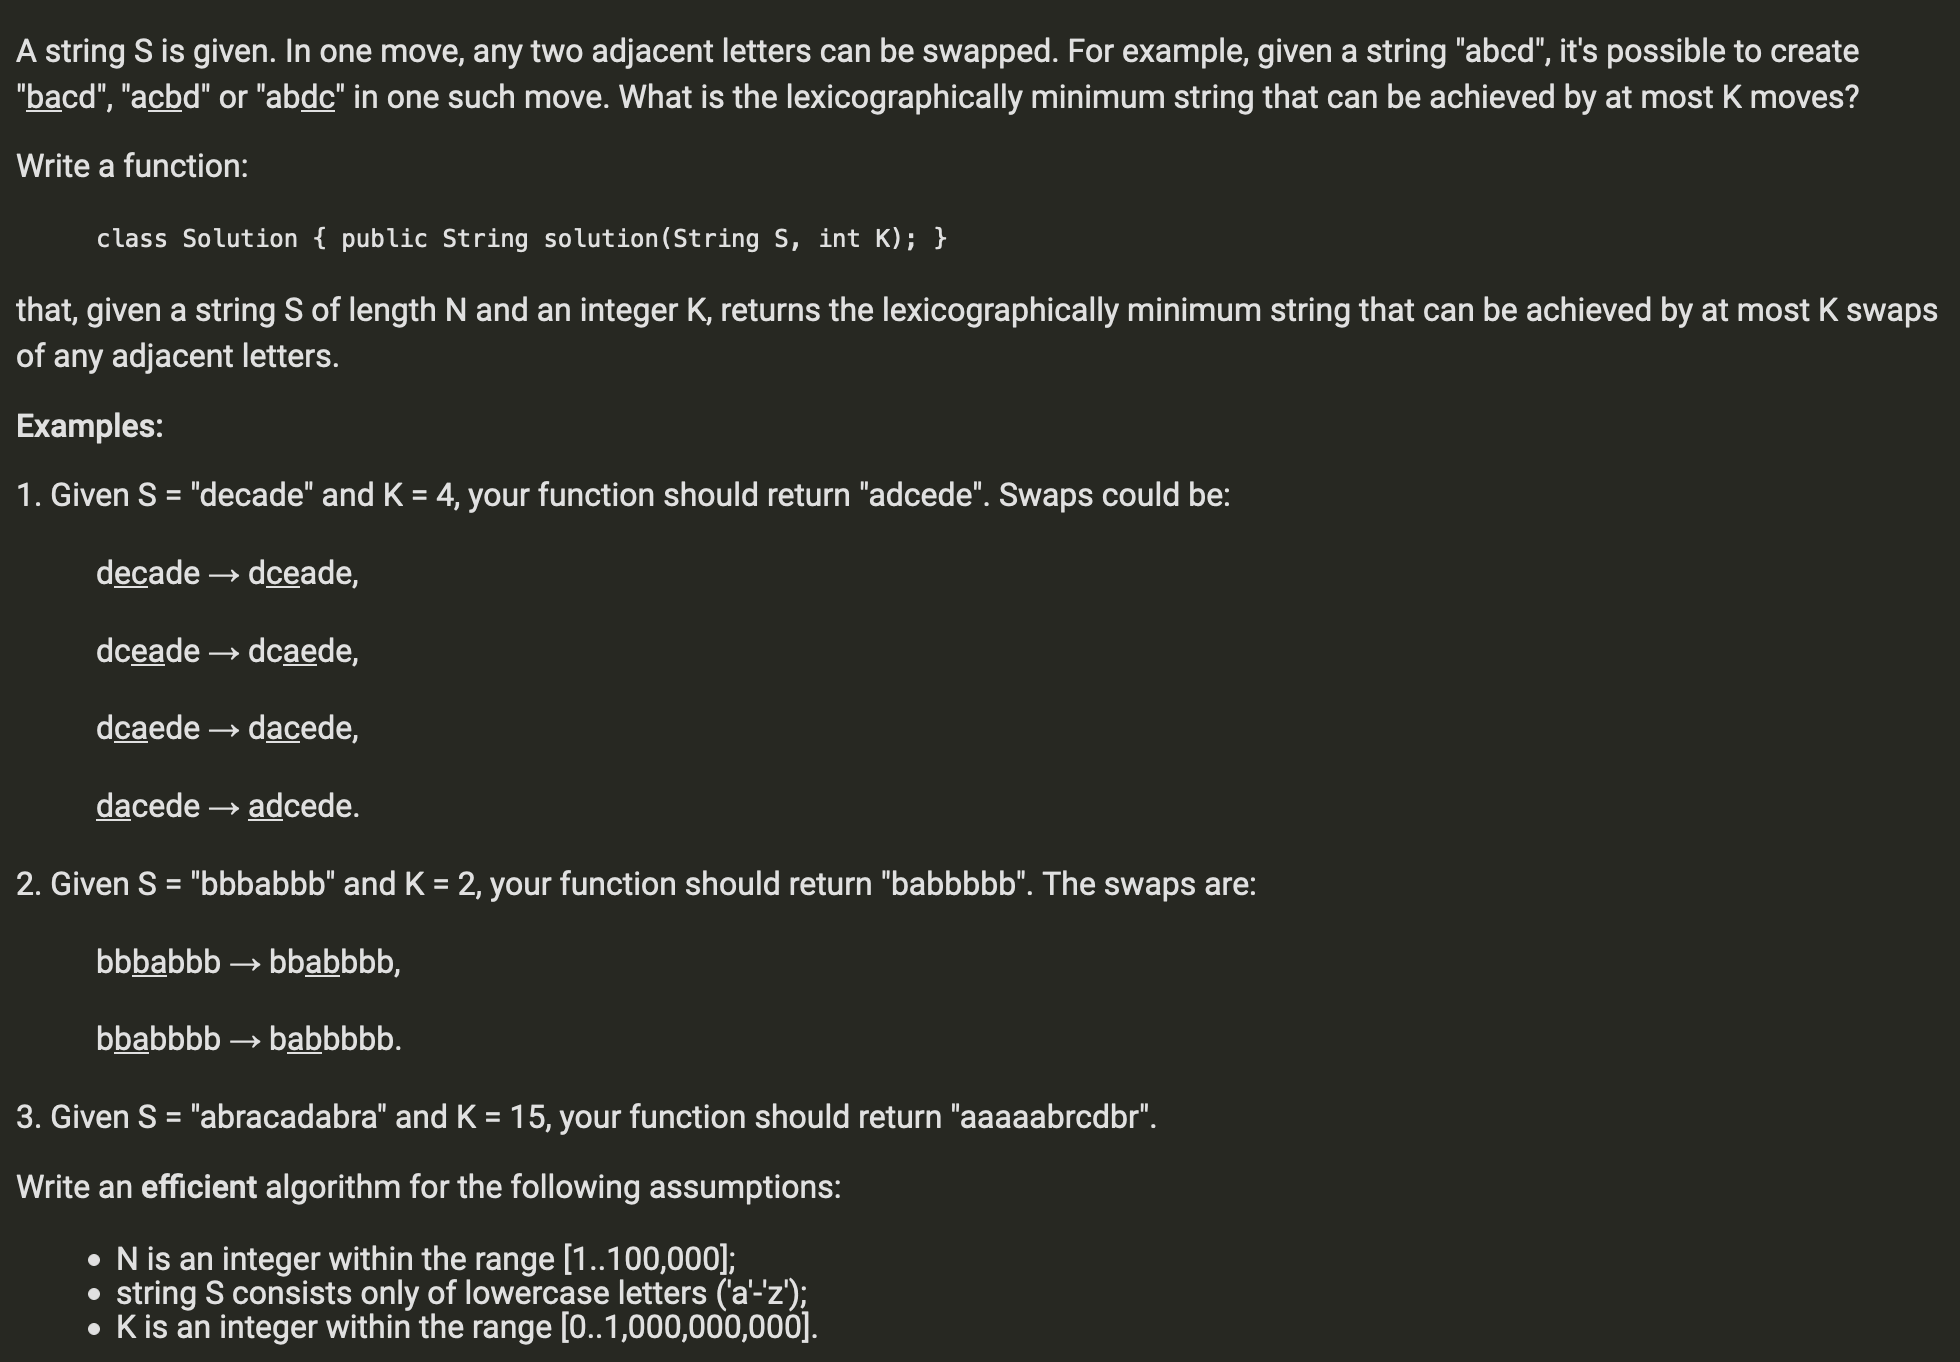 A string S is given. In one move, any two adjacent letters can be swapped. For example, given a string "abcd", it's possible to create
"bacd", "acbd" or "abdc" in one such move. What is the lexicographically minimum string that can be achieved by at most K moves?
Write a function:
class Solution { public String solution(String S, int K); }
that, given a string S of length N and an integer K, returns the lexicographically minimum string that can be achieved by at most K swaps
of any adjacent letters.
Examples:
1. Given S = "decade" and K = 4, your function should return "adcede". Swaps could be:
decade → dceade,
dceade → dcaede,
dcaede → dacede,
dacede → adcede.
2. Given S = "bbbabbb" and K = 2, your function should return "babbbbb". The swaps are:
bbbabbb → bbabbbb,
bbabbbb → babbbbb.
3. Given S = "abracadabra" and K = 15, your function should return "aaaaabrcdbr".
Write an efficient algorithm for the following assumptions:
• N is an integer within the range [1..100,000];
• string S consists only of lowercase letters ('a'-'z');
• K is an integer within the range [0..1,000,000,000].